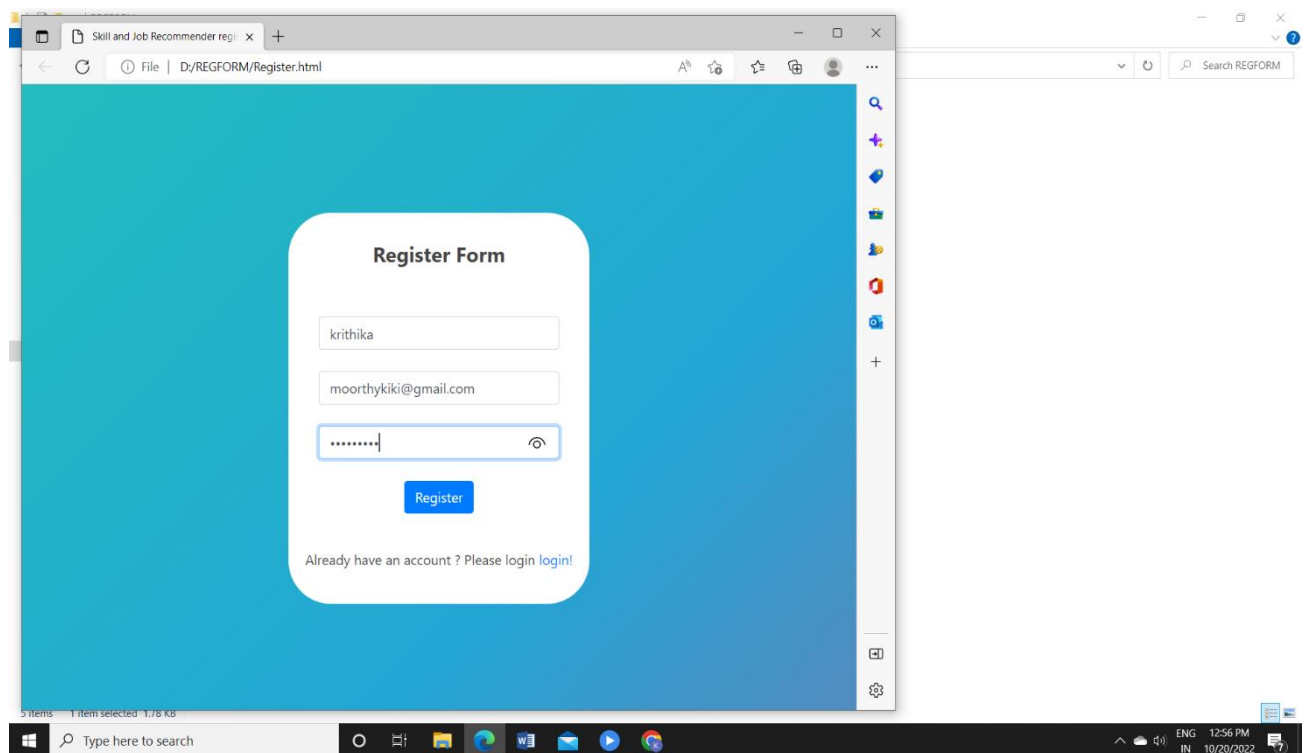 Skill and Job Recommender regis
File | D:/REGFORM/Register.html
Search REGFORM
Register Form
krithika
moorthykiki@gmail.com
•••••••••
Register
Already have an account ? Please login login!
5 items 1 item selected 1.78 KB
Type here to search
ENG 12:56 PM
IN 10/20/2022